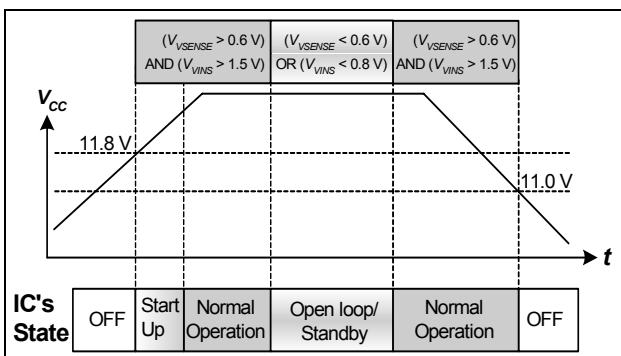 (VVSENSE > 0.6 V)
AND (VVINS > 1.5 V)
(VVSENSE < 0.6 V)
OR (VVINS < 0.8 V)
(VVSENSE > 0.6 V)
AND (VVINS > 1.5 V)
VCC
11.8 V
11.0 V
t
IC's
State
OFF
Start
Up
Normal
Operation
Open loop/
Standby
Normal
Operation
OFF